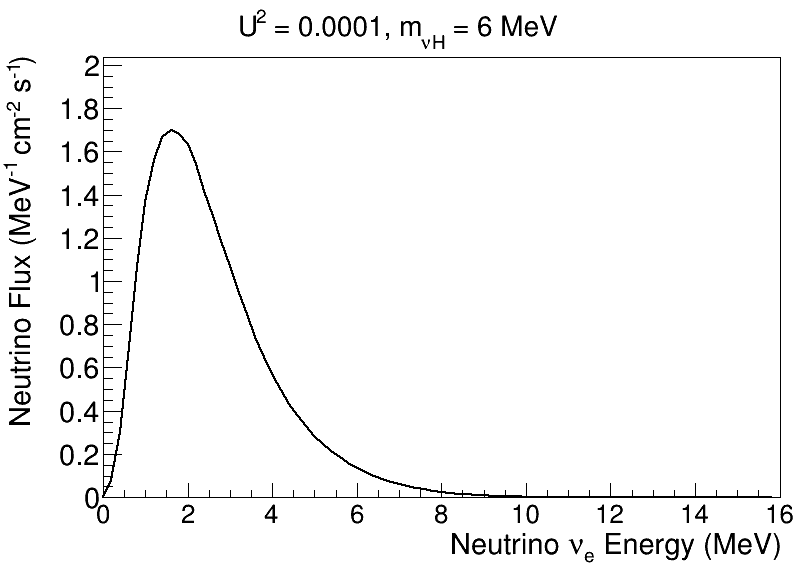 U² = 0.0001, mνH = 6 MeV
Neutrino Flux (MeV⁻¹ cm⁻² s⁻¹)
2
1.8
1.6
1.4
1.2
1
0.8
0.6
0.4
0.2
0
0 2 4 6 8 10 12 14 16
Neutrino νe Energy (MeV)